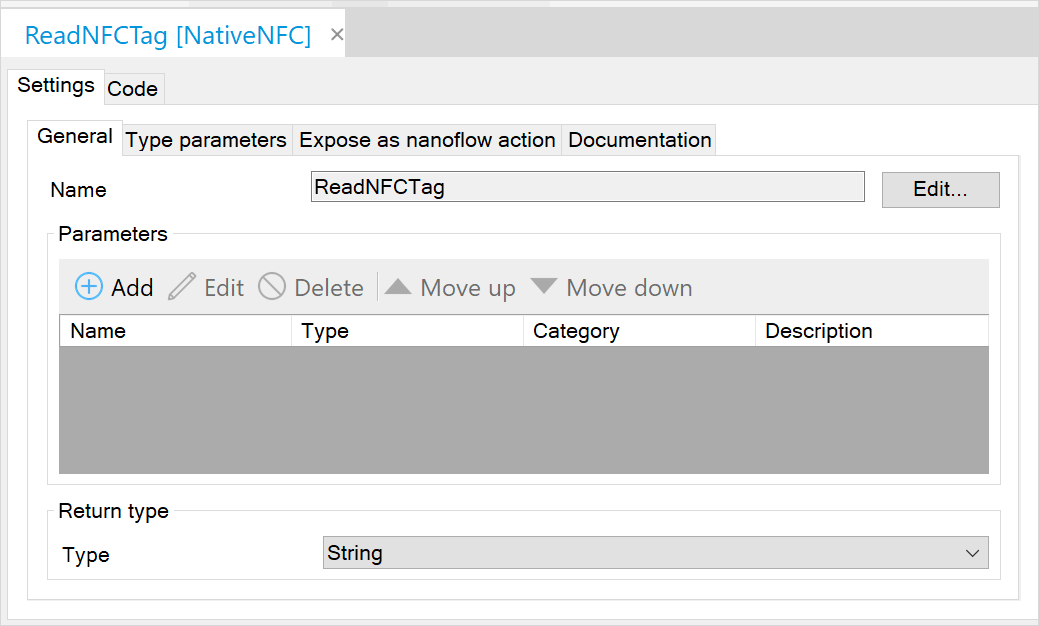 ReadNFCTag [NativeNFC] ×
Settings Code
General Type parameters Expose as nanoflow action Documentation
Name ReadNFCTag Edit...
Parameters
Add Edit Delete Move up Move down
Name Type Category Description
Return type
Type String